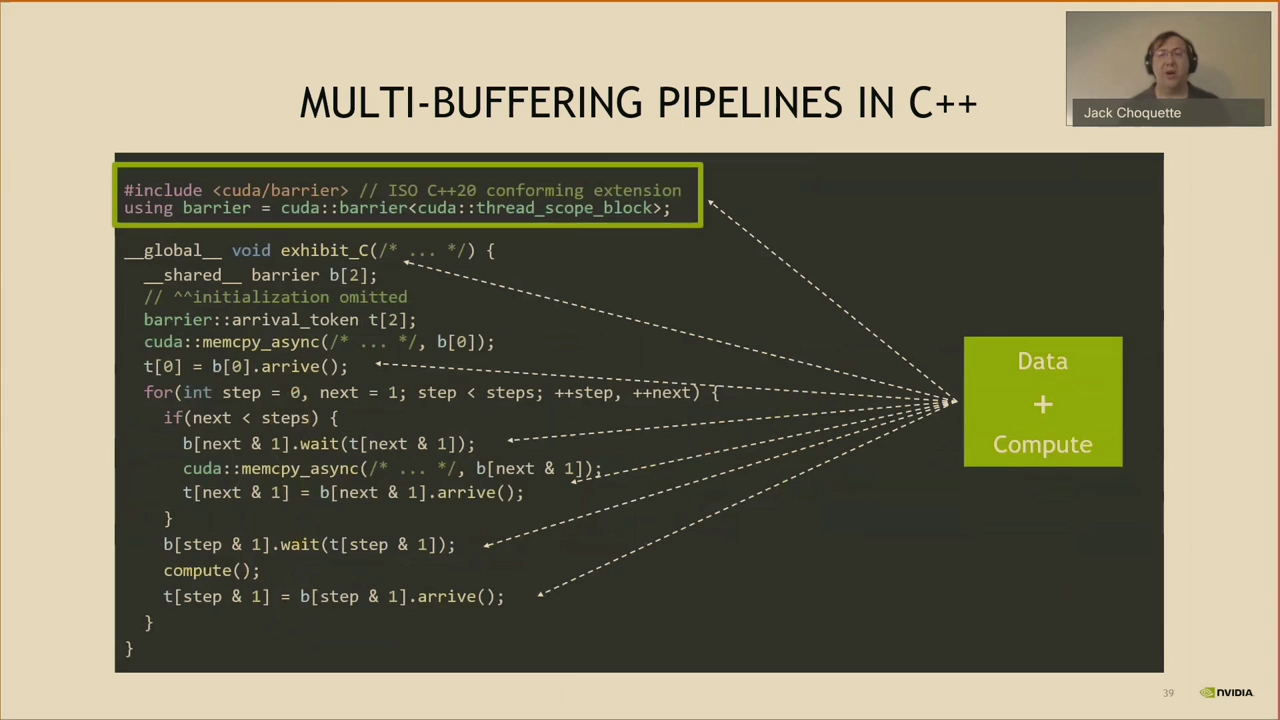 Jack Choquette
MULTI-BUFFERING PIPELINES IN C++
#include <cuda/barrier> // ISO C++20 conforming extension
using barrier = cuda::barrier<cuda::thread_scope_block>;
__global__ void exhibit_C(/* ... */) {
__shared__ barrier b[2];
// ^^initialization omitted
barrier::arrival_token t[2];
cuda::memcpy_async(/* ... */, b[0]);
t[0] = b[0].arrive();
for(int step = 0, next = 1; step < steps; ++step, ++next) {
if(next < steps) {
b[next & 1].wait(t[next & 1]);
cuda::memcpy_async(/* ... */, b[next & 1]);
t[next & 1] = b[next & 1].arrive();
}
b[step & 1].wait(t[step & 1]);
compute();
t[step & 1] = b[step & 1].arrive();
}
}
Data
+
Compute
39
NVIDIA.